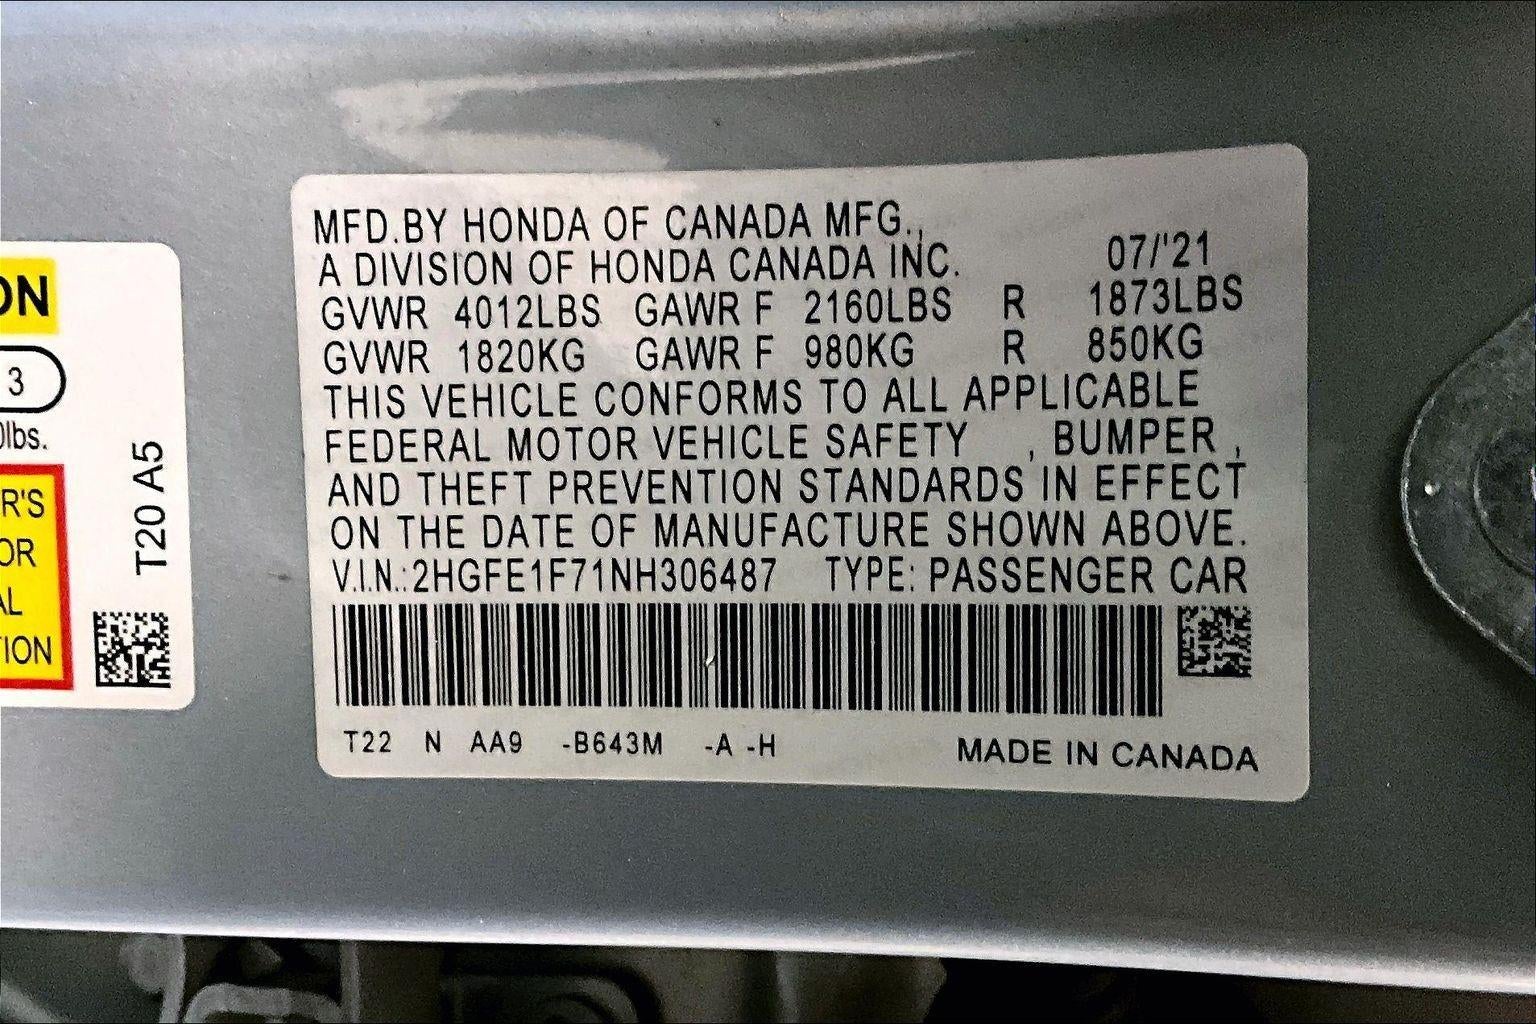 MFD.BY HONDA OF CANADA MFG.,
A DIVISION OF HONDA CANADA INC. 07/'21
GVWR 4012LBS GAWR F 2160LBS R 1873LBS
GVWR 1820KG GAWR F 980KG R 850KG
THIS VEHICLE CONFORMS TO ALL APPLICABLE
FEDERAL MOTOR VEHICLE SAFETY , BUMPER ,
AND THEFT PREVENTION STANDARDS IN EFFECT
ON THE DATE OF MANUFACTURE SHOWN ABOVE.
V.I.N.:2HGFE1F71NH306487 TYPE: PASSENGER CAR
T22 N AA9 -B643M -A -H
MADE IN CANADA
3
lbs.
T20 A5